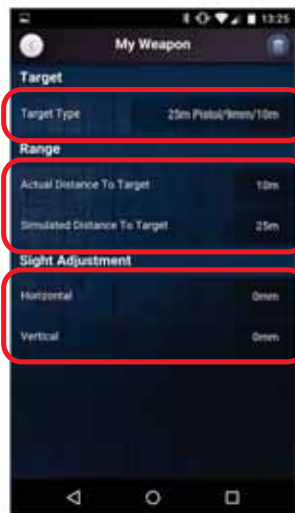 13:25
My Weapon
Target
Target Type 25m Pistol/9mm/10m
Range
Actual Distance To Target 10m
Simulated Distance To Target 25m
Sight Adjustment
Horizontal 0mm
Vertical 0mm